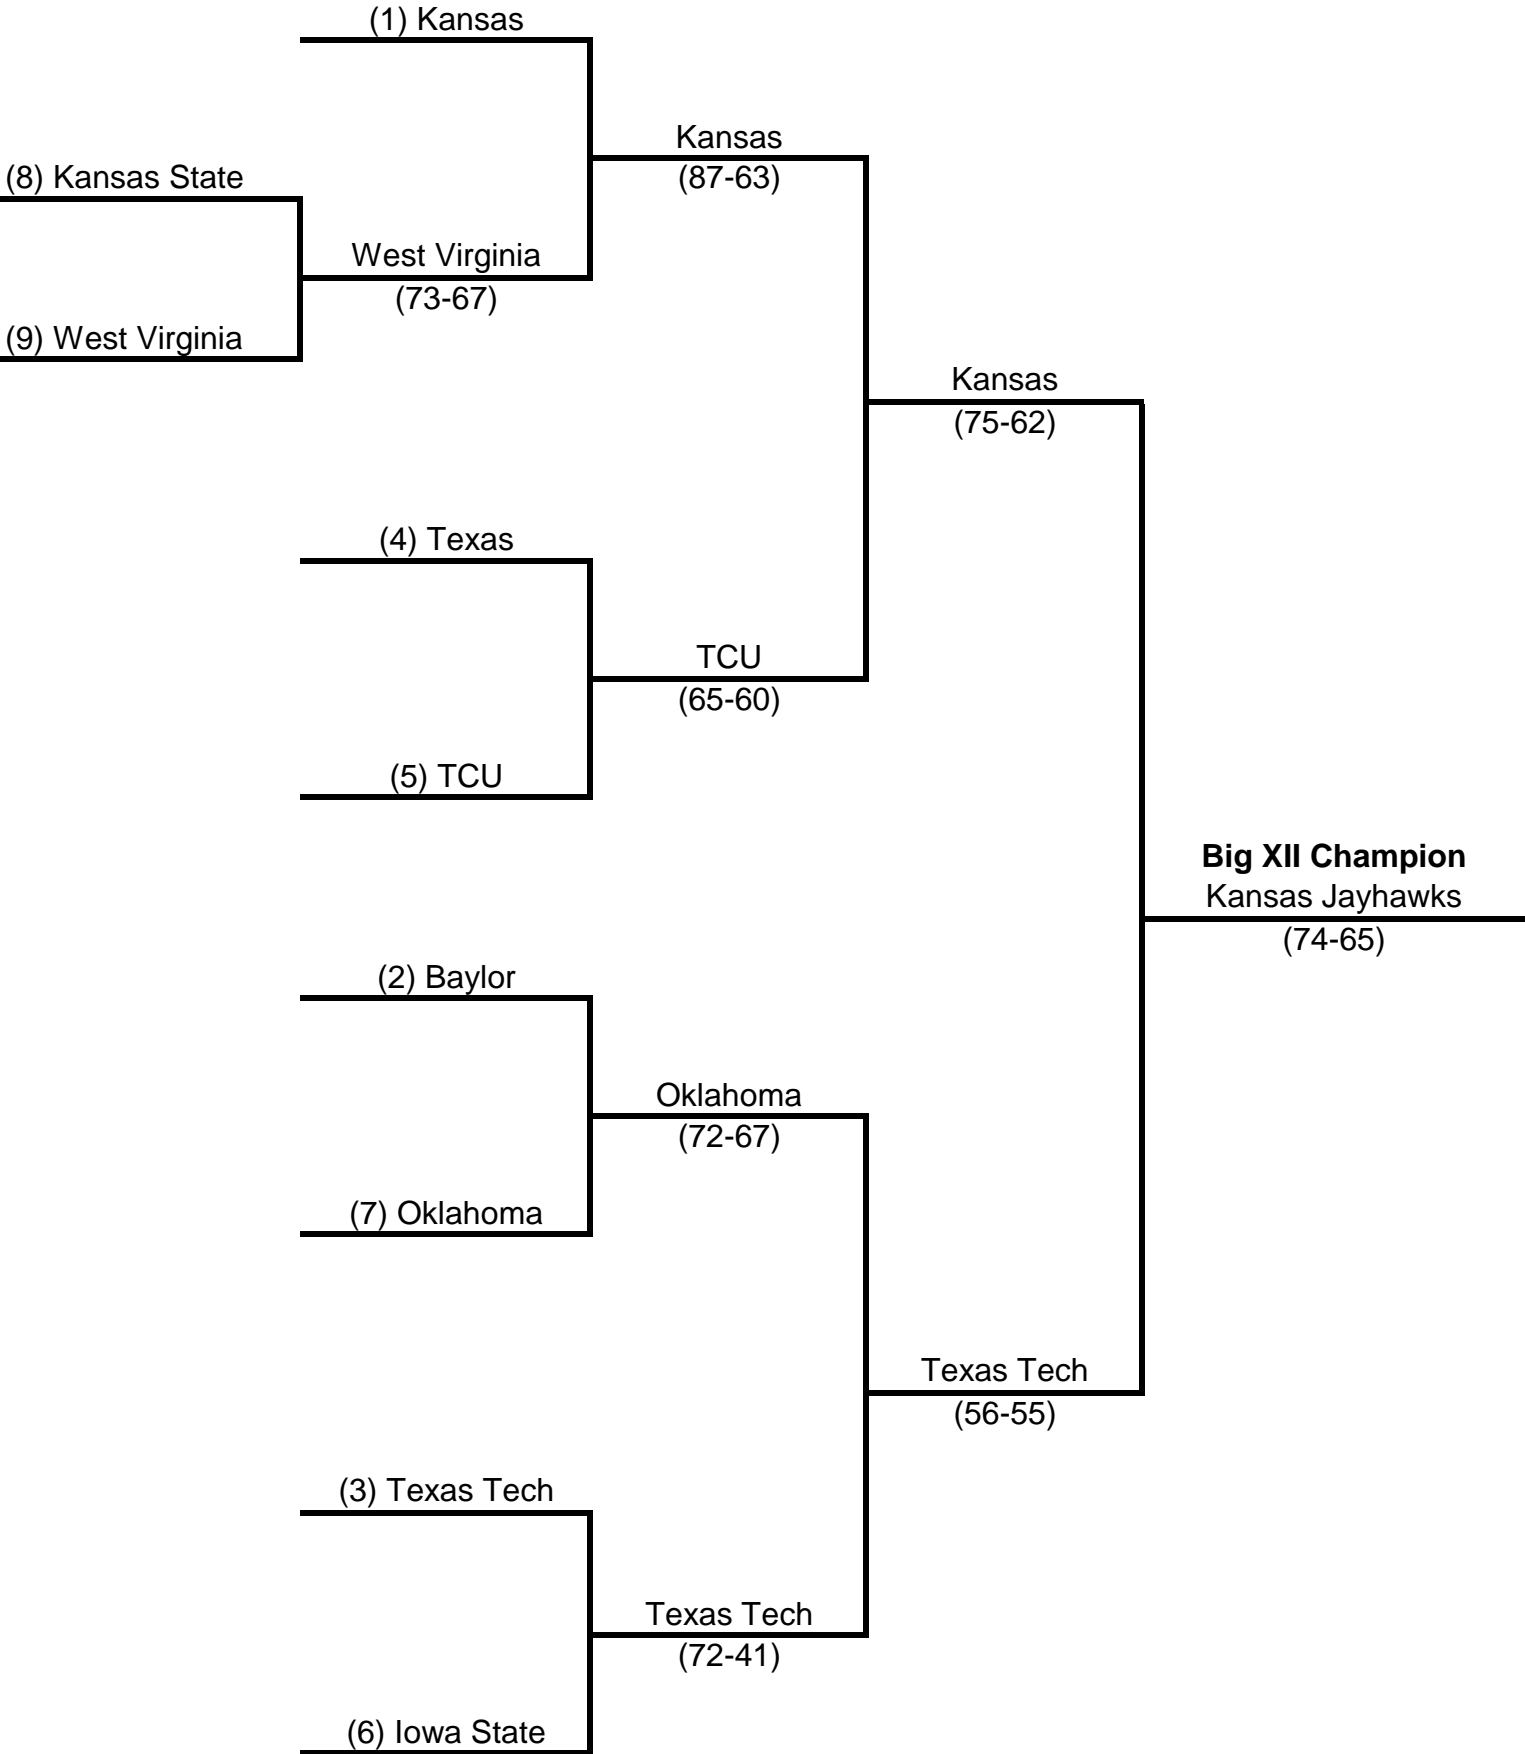 (1) Kansas
Kansas
(87-63)
(8) Kansas State
West Virginia
(73-67)
(9) West Virginia
Kansas
(75-62)
(4) Texas
TCU
(65-60)
(5) TCU
Big XII Champion
Kansas Jayhawks
(74-65)
(2) Baylor
Oklahoma
(72-67)
(7) Oklahoma
Texas Tech
(56-55)
(3) Texas Tech
Texas Tech
(72-41)
(6) Iowa State